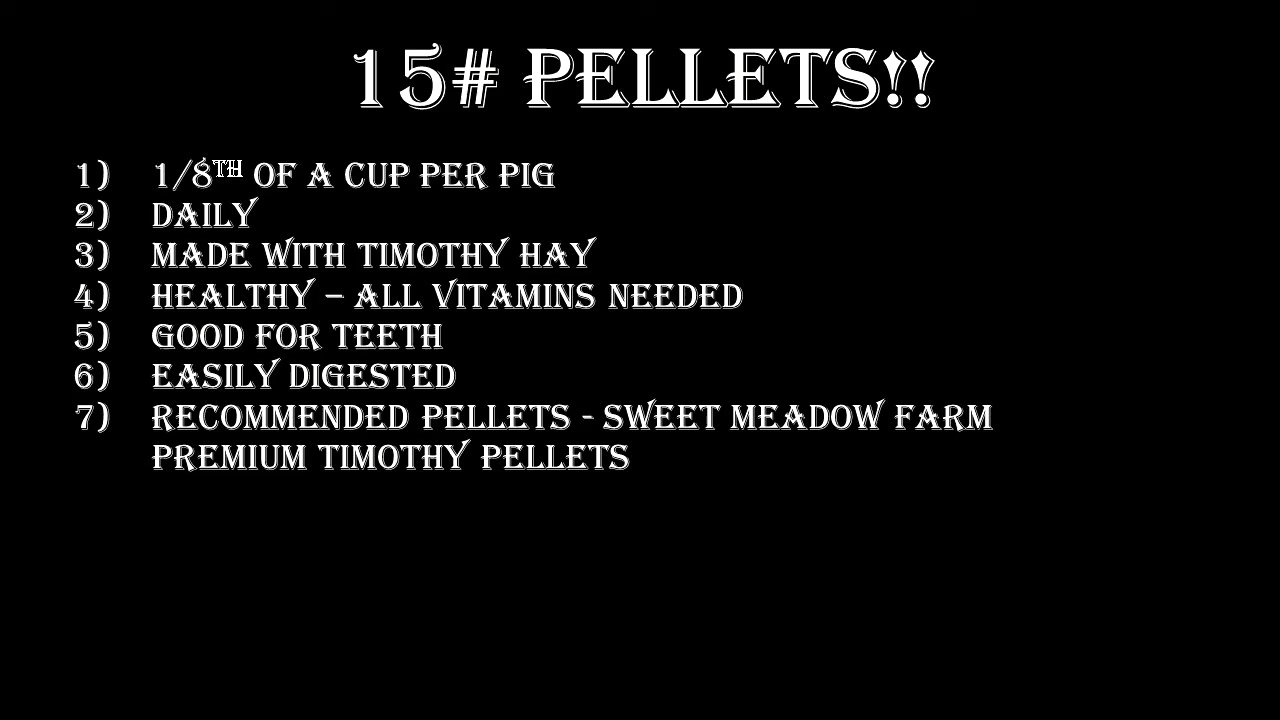 15# PELLETS!!
1) 1/8TH OF A CUP PER PIG
2) DAILY
3) MADE WITH TIMOTHY HAY
4) HEALTHY – ALL VITAMINS NEEDED
5) GOOD FOR TEETH
6) EASILY DIGESTED
7) RECOMMENDED PELLETS - SWEET MEADOW FARM
PREMIUM TIMOTHY PELLETS